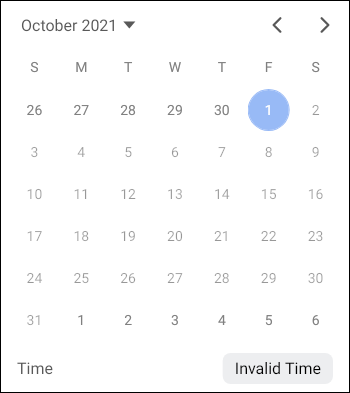 October 2021
S M T W T F S
26 27 28 29 30 1 2
3 4 5 6 7 8 9
10 11 12 13 14 15 16
17 18 19 20 21 22 23
24 25 26 27 28 29 30
31 1 2 3 4 5 6
Time Invalid Time